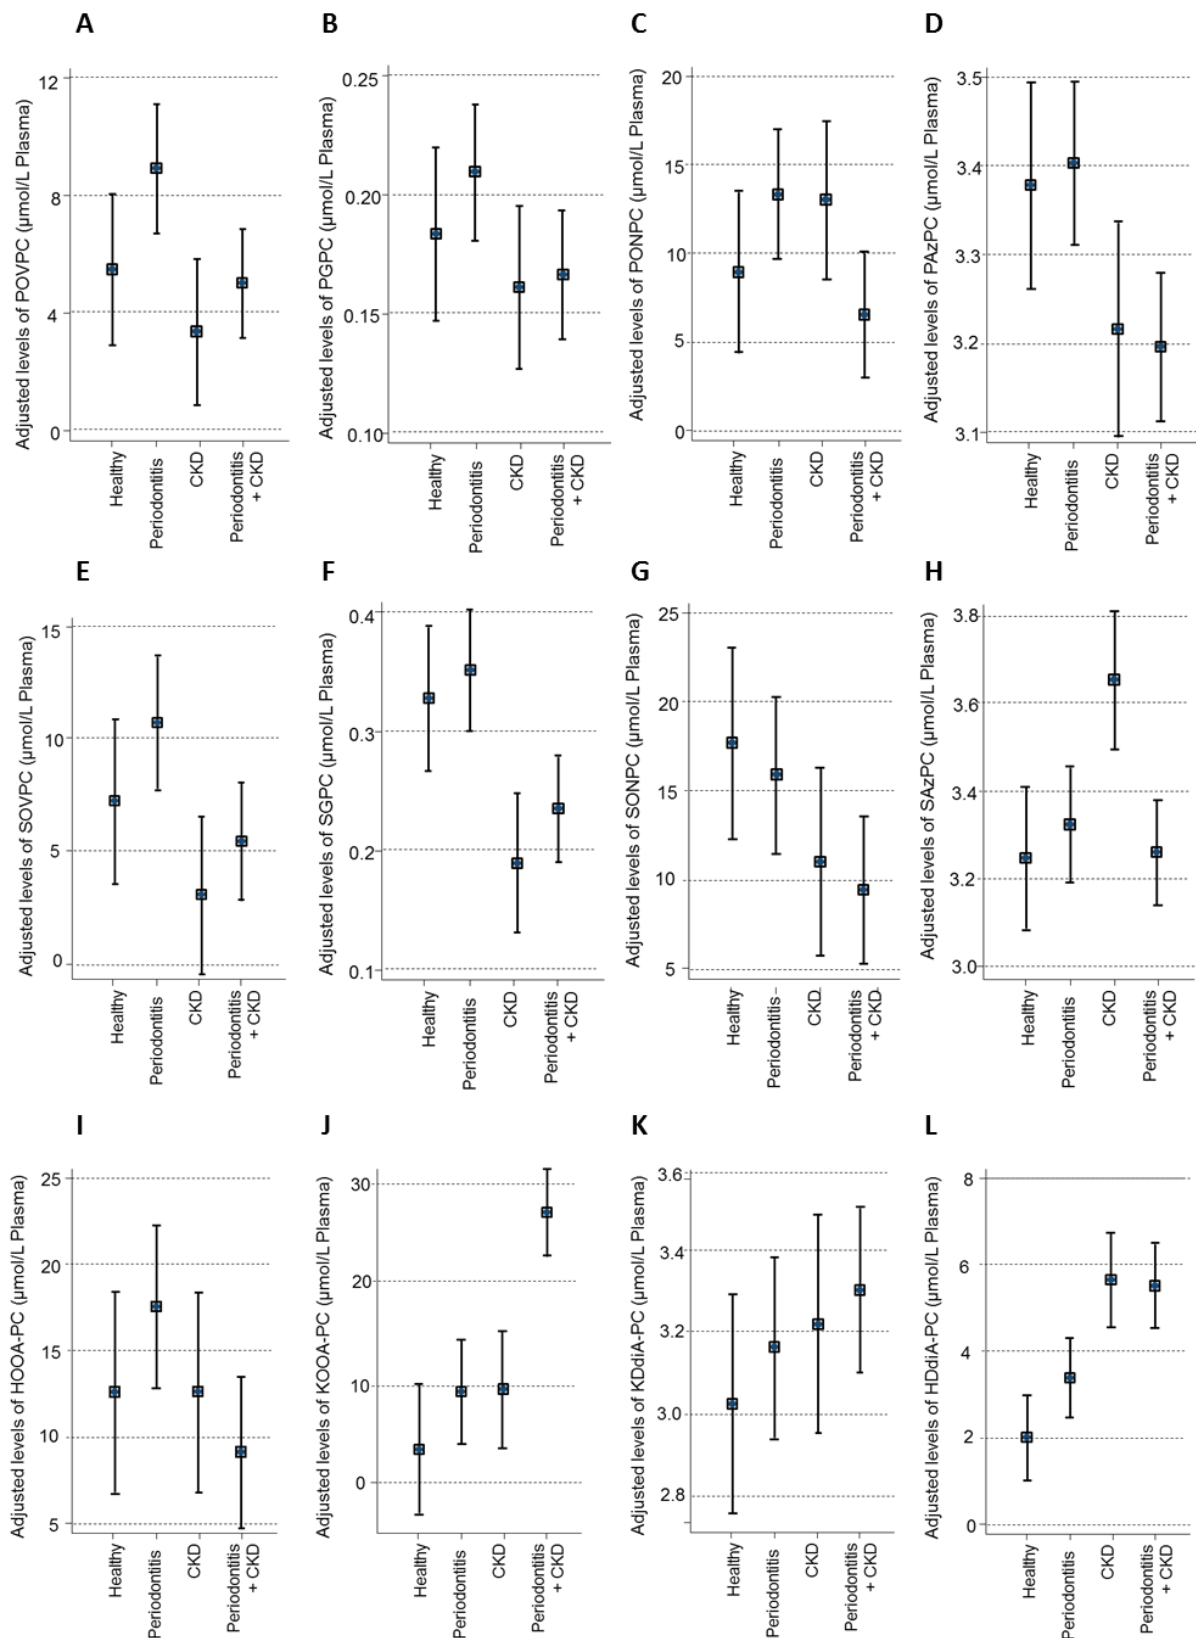 A
Adjusted levels of POVPC (µmol/L Plasma)
12
8
4
0
Healthy
Periodontitis
CKD
Periodontitis
+ CKD
B
Adjusted levels of PGPC (µmol/L Plasma)
0.25
0.20
0.15
0.10
Healthy
Periodontitis
CKD
Periodontitis
+ CKD
C
Adjusted levels of PONPC (µmol/L Plasma)
20
15
10
5
0
Healthy
Periodontitis
CKD
Periodontitis
+ CKD
D
Adjusted levels of PAzPC (µmol/L Plasma)
3.5
3.4
3.3
3.2
3.1
Healthy
Periodontitis
CKD
Periodontitis
+ CKD
E
Adjusted levels of SOVPC (µmol/L Plasma)
15
10
5
0
Healthy
Periodontitis
CKD
Periodontitis
+ CKD
F
Adjusted levels of SGPC (µmol/L Plasma)
0.4
0.3
0.2
0.1
Healthy
Periodontitis
CKD
Periodontitis
+ CKD
G
Adjusted levels of SONPC (µmol/L Plasma)
25
20
15
10
5
Healthy
Periodontitis
CKD
Periodontitis
+ CKD
H
Adjusted levels of SAzPC (µmol/L Plasma)
3.8
3.6
3.4
3.2
3.0
Healthy
Periodontitis
CKD
Periodontitis
+ CKD
I
Adjusted levels of HOOA-PC (µmol/L Plasma)
25
20
15
10
5
Healthy
Periodontitis
CKD
Periodontitis
+ CKD
J
Adjusted levels of KOOA-PC (µmol/L Plasma)
30
20
10
0
Healthy
Periodontitis
CKD
Periodontitis
+ CKD
K
Adjusted levels of KDdiA-PC (µmol/L Plasma)
3.6
3.4
3.2
3.0
2.8
Healthy
Periodontitis
CKD
Periodontitis
+ CKD
L
Adjusted levels of HDdiA-PC (µmol/L Plasma)
8
6
4
2
0
Healthy
Periodontitis
CKD
Periodontitis
+ CKD